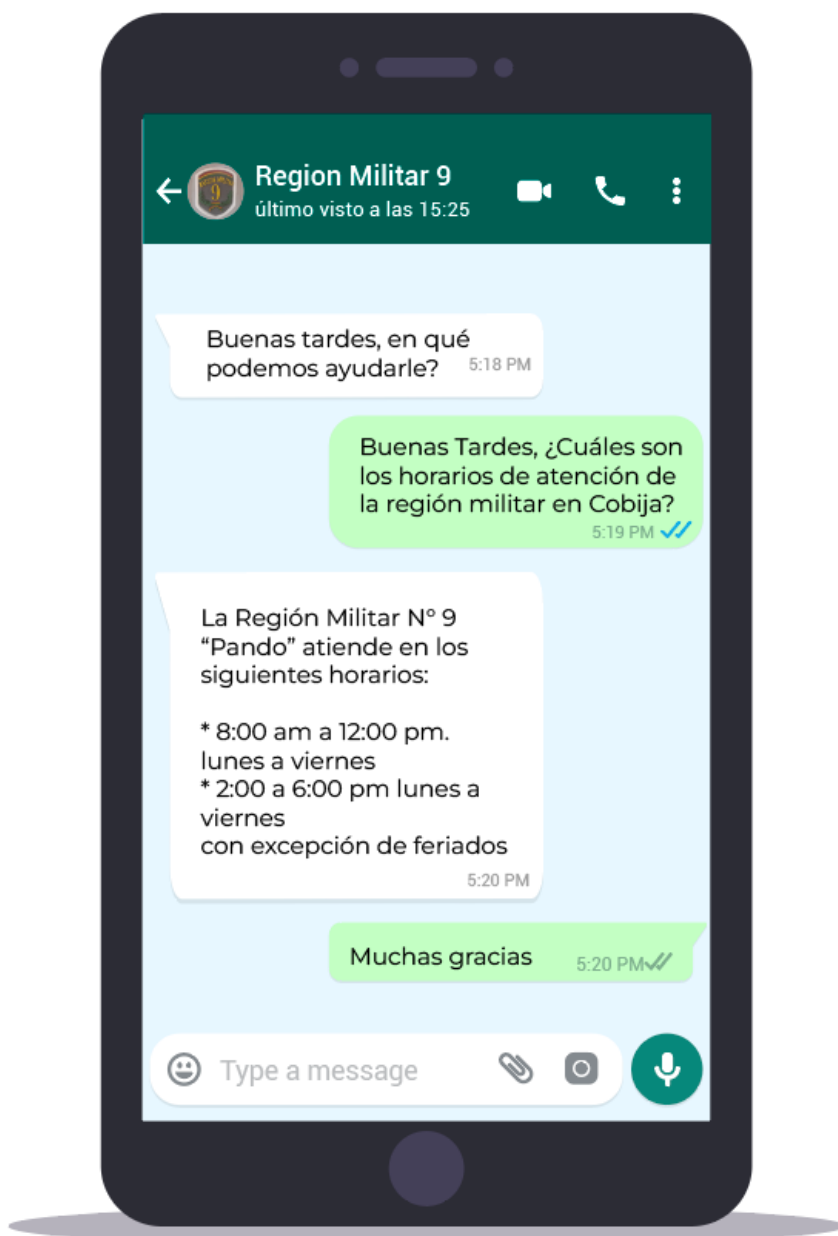 Region Militar 9
último visto a las 15:25
Buenas tardes, en qué
podemos ayudarle? 5:18 PM
Buenas Tardes, ¿Cuáles son
los horarios de atención de
la región militar en Cobija?
5:19 PM
La Región Militar N° 9
“Pando” atiende en los
siguientes horarios:
* 8:00 am a 12:00 pm.
lunes a viernes
* 2:00 a 6:00 pm lunes a
viernes
con excepción de feriados
5:20 PM
Muchas gracias 5:20 PM
Type a message